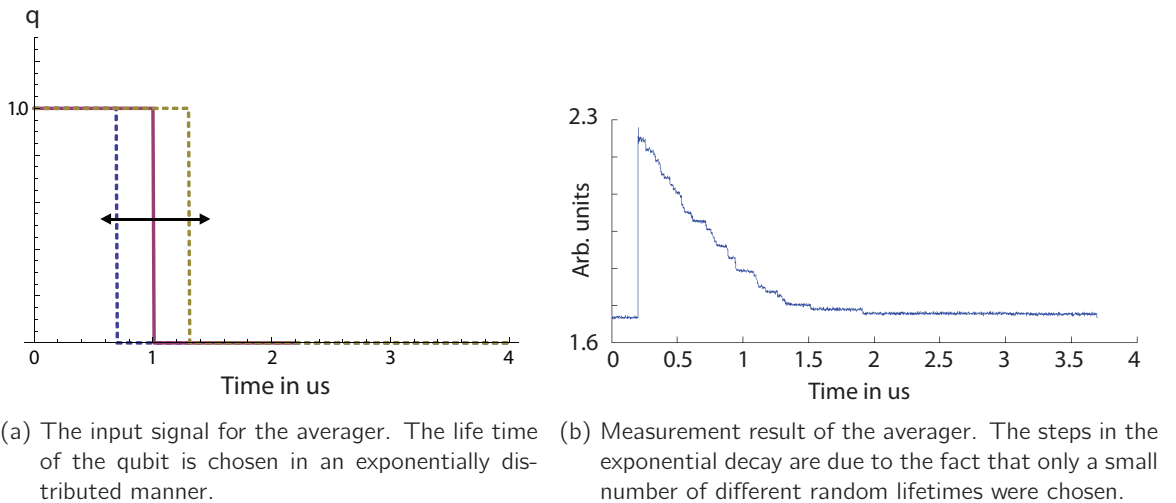 q
1.0
0 1 2 3 4
Time in us
2.3
Arb. units
1.6
0 0.5 1 1.5 2 2.5 3 3.5 4
Time in us
(a) The input signal for the averager. The life time
of the qubit is chosen in an exponentially dis-
tributed manner.
(b) Measurement result of the averager. The steps in the
exponential decay are due to the fact that only a small
number of different random lifetimes were chosen.